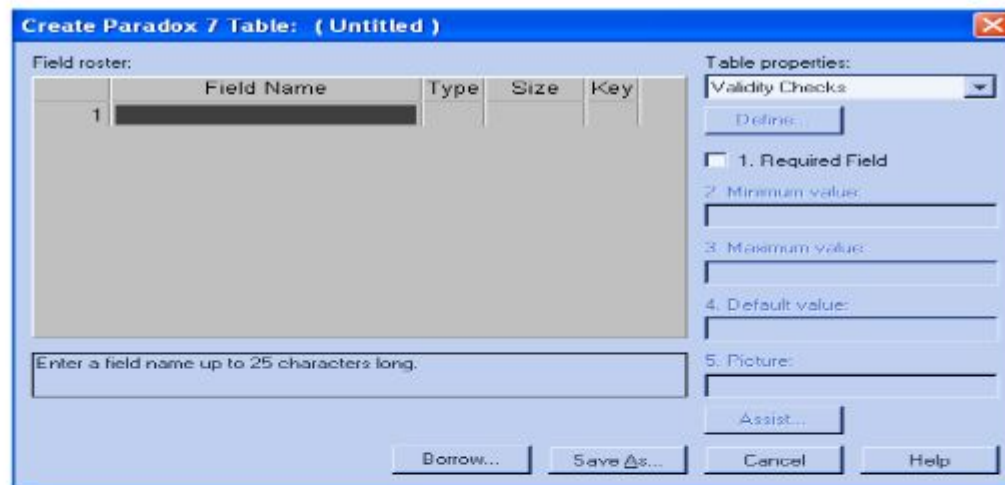 Create Paradox 7 Table: ( Untitled )
Field roster:
Field Name Type Size Key
1
Enter a field name up to 25 characters long.
Table properties:
Validity Checks
Define...
1. Required Field
2. Minimum value:
3. Maximum value:
4. Default value:
5. Picture:
Assist...
Borrow... Save As... Cancel Help